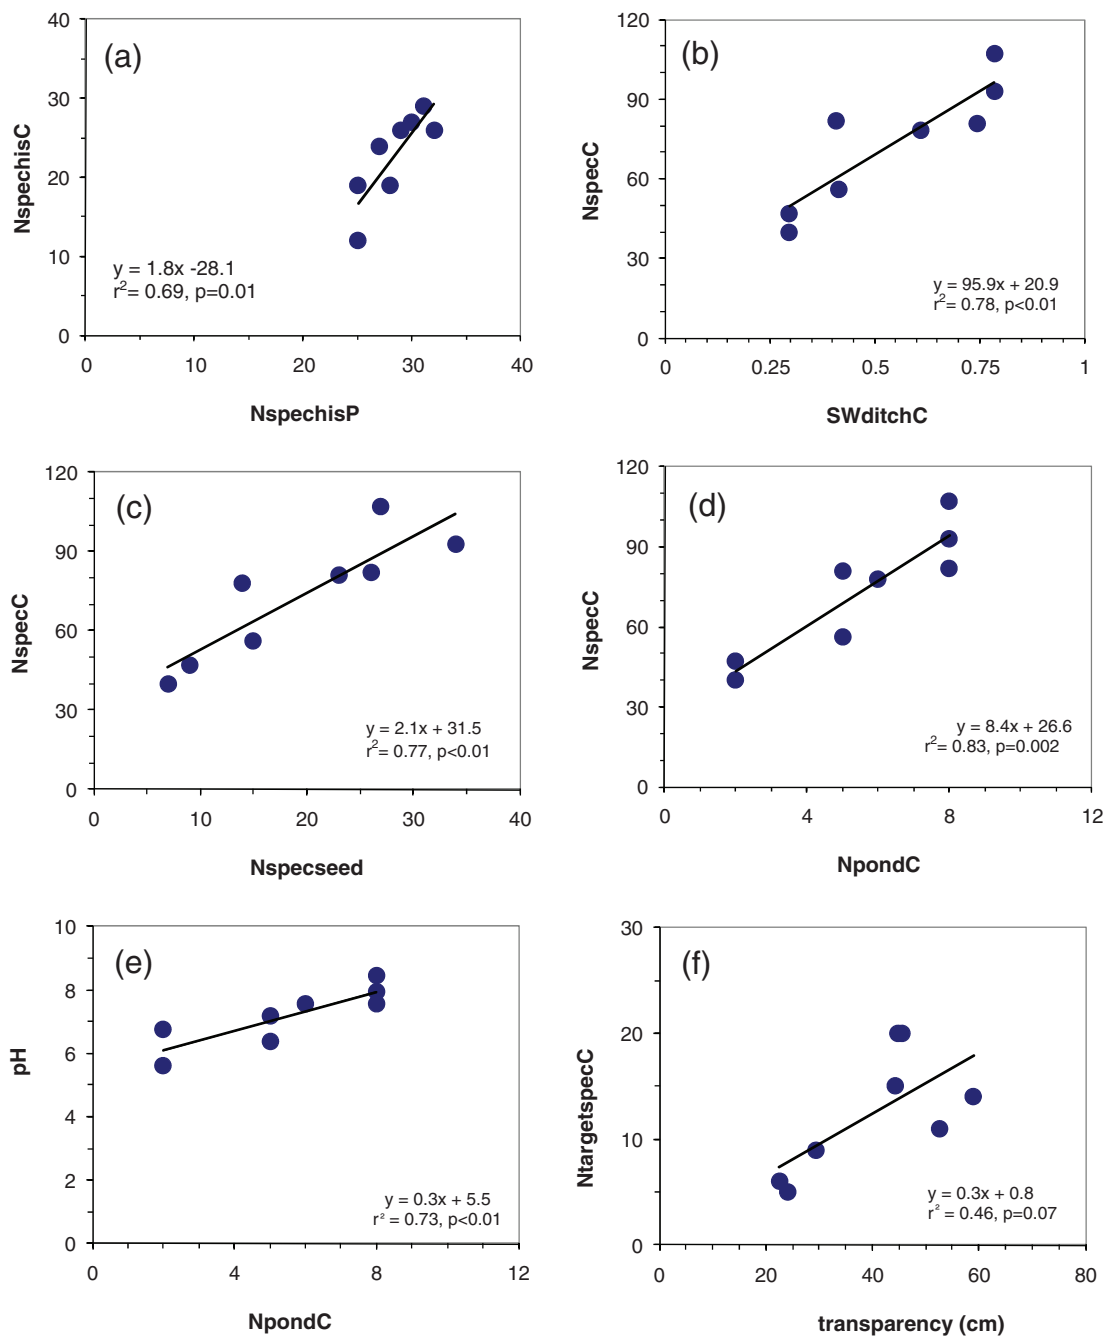 (a)
NspechisC
40
30
20
10
0
y = 1.8x -28.1
r²= 0.69, p=0.01
0 10 20 30 40
NspechisP
(b)
NspecC
120
90
60
30
0
y = 95.9x + 20.9
r²= 0.78, p<0.01
0 0.25 0.5 0.75 1
SWditchC
(c)
NspecC
120
90
60
30
0
y = 2.1x + 31.5
r²= 0.77, p<0.01
0 10 20 30 40
Nspecseed
(d)
NspecC
120
90
60
30
0
y = 8.4x + 26.6
r²= 0.83, p=0.002
0 4 8 12
NpondC
(e)
pH
10
8
6
4
2
0
y = 0.3x + 5.5
r² = 0.73, p<0.01
0 4 8 12
NpondC
(f)
NtargetspecC
30
20
10
0
y = 0.3x + 0.8
r² = 0.46, p=0.07
0 20 40 60 80
transparency (cm)